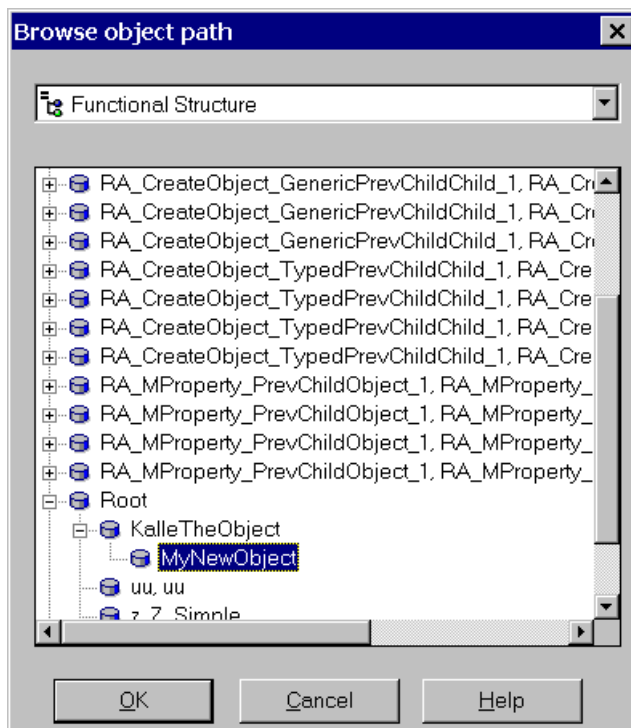 Browse object path
Functional Structure
RA_CreateObject_GenericPrevChildChild_1, RA_Cr
RA_CreateObject_GenericPrevChildChild_1, RA_Cr
RA_CreateObject_GenericPrevChildChild_1, RA_Cr
RA_CreateObject_TypedPrevChildChild_1, RA_Cre
RA_CreateObject_TypedPrevChildChild_1, RA_Cre
RA_CreateObject_TypedPrevChildChild_1, RA_Cre
RA_CreateObject_TypedPrevChildChild_1, RA_Cre
RA_MProperty_PrevChildObject_1, RA_MProperty_
RA_MProperty_PrevChildObject_1, RA_MProperty_
RA_MProperty_PrevChildObject_1, RA_MProperty_
RA_MProperty_PrevChildObject_1, RA_MProperty_
Root
KalleTheObject
MyNewObject
uu, uu
z, Z_Simple
OK Cancel Help